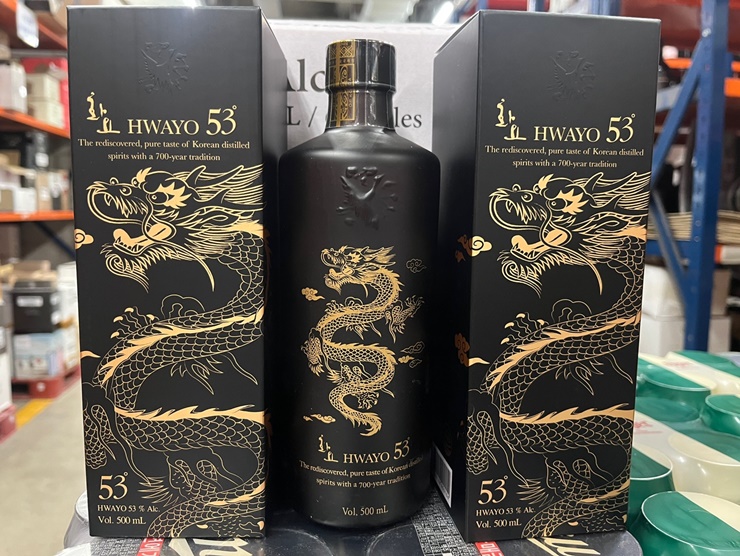 화요 HWAYO 53°
The rediscovered, pure taste of Korean distilled
spirits with a 700-year tradition
53°
HWAYO 53 % Alc.
Vol. 500 mL
화요 HWAYO 53°
The rediscovered, pure taste of Korean distilled
spirits with a 700-year tradition
Vol. 500 mL
화요 HWAYO 53°
The rediscovered, pure taste of Korean distilled
spirits with a 700-year tradition
53°
HWAYO 53 % Alc.
Vol. 500 mL